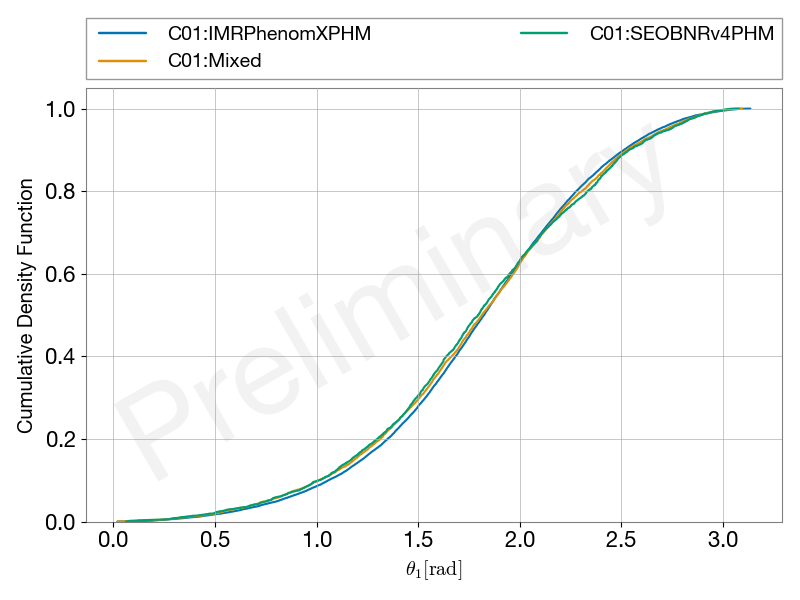 C01:IMRPhenomXPHM
C01:Mixed
C01:SEOBNRv4PHM
Preliminary
Cumulative Density Function
1.0
0.8
0.6
0.4
0.2
0.0
0.0 0.5 1.0 1.5 2.0 2.5 3.0
θ₁[rad]